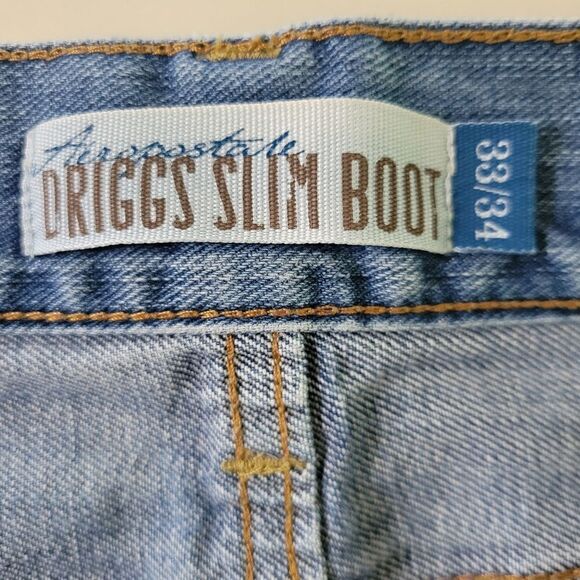 Aeropostale
DRIGGS SLIM BOOT
33/34